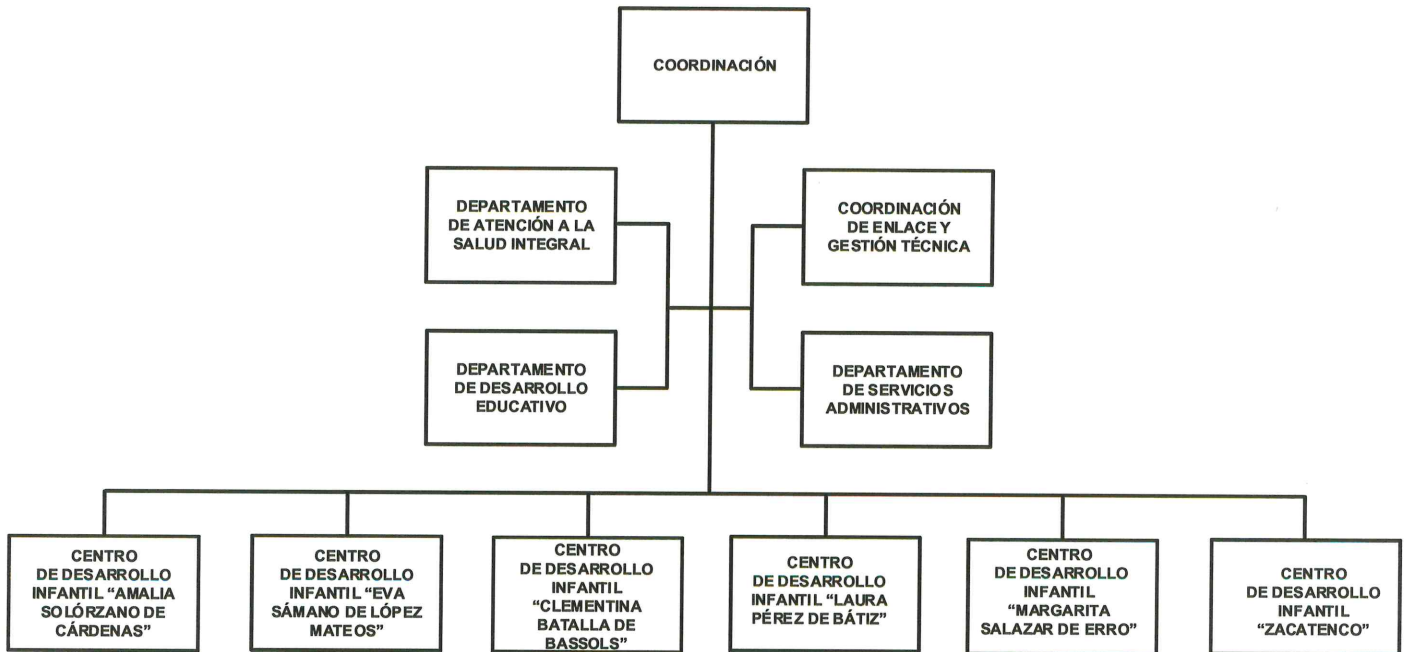 COORDINACIÓN
DEPARTAMENTO
DE ATENCIÓN A LA
SALUD INTEGRAL
COORDINACIÓN
DE ENLACE Y
GESTIÓN TÉCNICA
DEPARTAMENTO
DE DESARROLLO
EDUCATIVO
DEPARTAMENTO
DE SERVICIOS
ADMINISTRATIVOS
CENTRO
DE DESARROLLO
INFANTIL “AMALIA
SOLÓRZANO DE
CÁRDENAS”
CENTRO
DE DESARROLLO
INFANTIL “EVA
SÁMANO DE LÓPEZ
MATEOS”
CENTRO
DE DESARROLLO
INFANTIL
“CLEMENTINA
BATALLA DE
BASSOLS”
CENTRO
DE DESARROLLO
INFANTIL “LAURA
PÉREZ DE BÁTIZ”
CENTRO
DE DESARROLLO
INFANTIL
“MARGARITA
SALAZAR DE ERRO”
CENTRO
DE DESARROLLO
INFANTIL
“ZACATENCO”